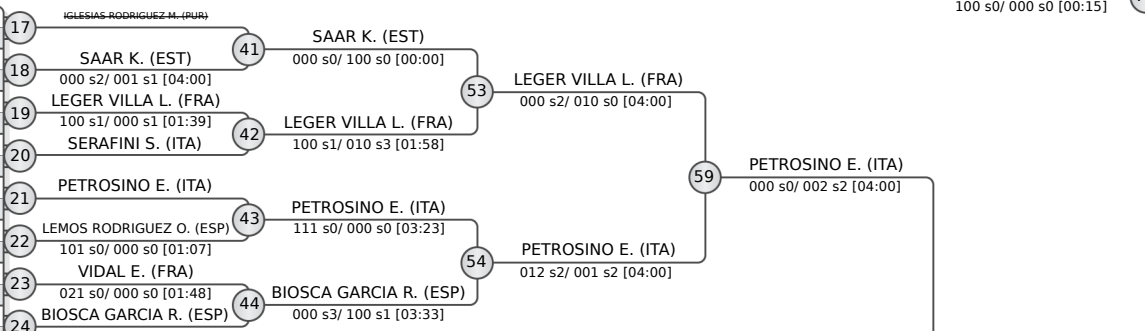 100 s0/ 000 s0 [00:15]
17
IGLESIAS RODRIGUEZ M. (PUR)
41
SAAR K. (EST)
000 s0/ 100 s0 [00:00]
18
SAAR K. (EST)
000 s2/ 001 s1 [04:00]
53
LEGER VILLA L. (FRA)
000 s2/ 010 s0 [04:00]
19
LEGER VILLA L. (FRA)
100 s1/ 000 s1 [01:39]
42
LEGER VILLA L. (FRA)
100 s1/ 010 s3 [01:58]
20
SERAFINI S. (ITA)
59
PETROSINO E. (ITA)
000 s0/ 002 s2 [04:00]
21
PETROSINO E. (ITA)
43
PETROSINO E. (ITA)
111 s0/ 000 s0 [03:23]
22
LEMOS RODRIGUEZ O. (ESP)
101 s0/ 000 s0 [01:07]
54
PETROSINO E. (ITA)
012 s2/ 001 s2 [04:00]
23
VIDAL E. (FRA)
021 s0/ 000 s0 [01:48]
44
BIOSCA GARCIA R. (ESP)
000 s3/ 100 s1 [03:33]
24
BIOSCA GARCIA R. (ESP)